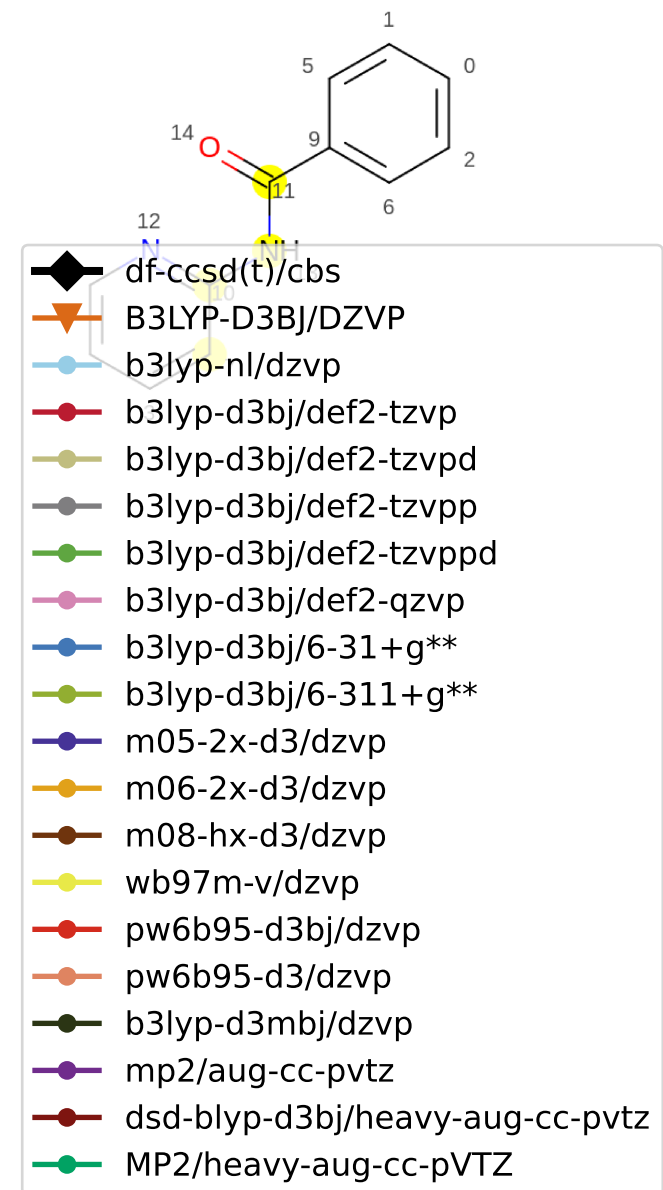 1
5 0
14 O 9 2
11
6
12
N NH
10
df-ccsd(t)/cbs
B3LYP-D3BJ/DZVP
b3lyp-nl/dzvp
b3lyp-d3bj/def2-tzvp
b3lyp-d3bj/def2-tzvpd
b3lyp-d3bj/def2-tzvpp
b3lyp-d3bj/def2-tzvppd
b3lyp-d3bj/def2-qzvp
b3lyp-d3bj/6-31+g**
b3lyp-d3bj/6-311+g**
m05-2x-d3/dzvp
m06-2x-d3/dzvp
m08-hx-d3/dzvp
wb97m-v/dzvp
pw6b95-d3bj/dzvp
pw6b95-d3/dzvp
b3lyp-d3mbj/dzvp
mp2/aug-cc-pvtz
dsd-blyp-d3bj/heavy-aug-cc-pvtz
MP2/heavy-aug-cc-pVTZ